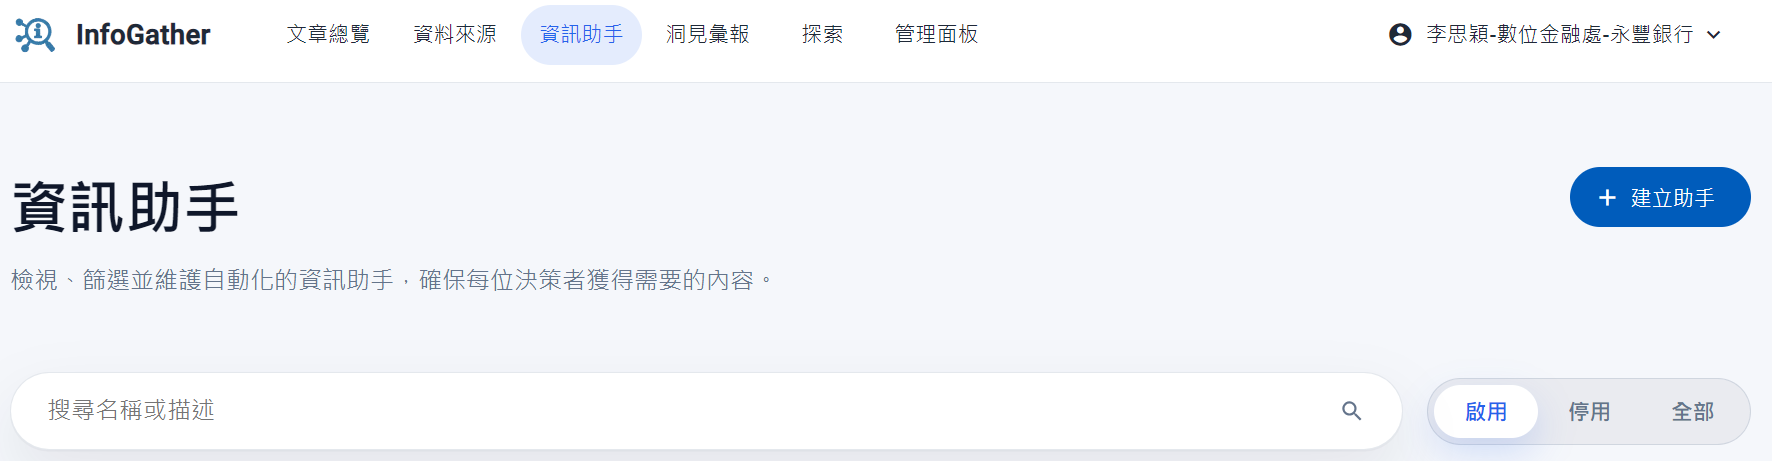 InfoGather 文章總覽 資料來源 資訊助手 洞見彙報 探索 管理面板 李思穎-數位金融處-永豐銀行
資訊助手
+ 建立助手
檢視、篩選並維護自動化的資訊助手，確保每位決策者獲得需要的內容。
搜尋名稱或描述
啟用 停用 全部